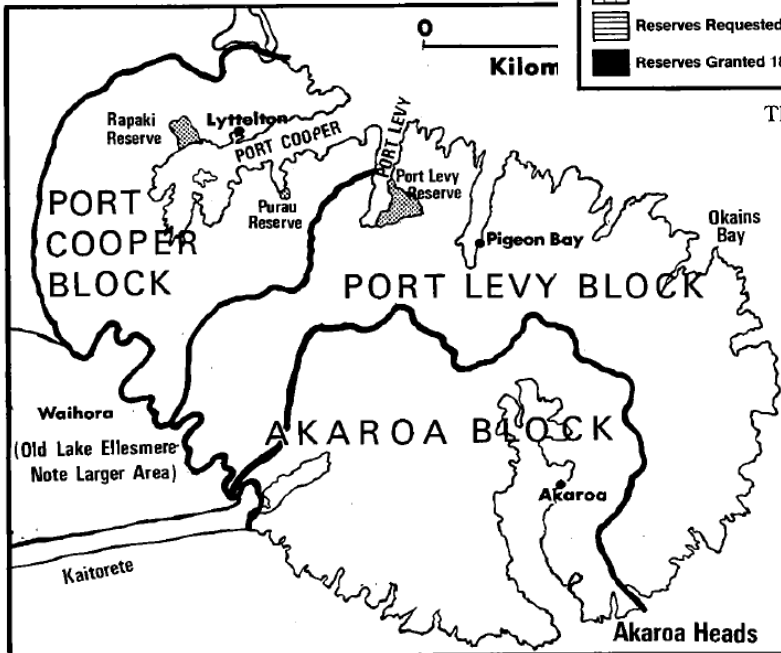 0
Kilom
Reserves Requested
Reserves Granted 18
Rapaki
Reserve
Lyttelton
PORT COOPER
PORT LEVY
Port Levy
Reserve
Purau
Reserve
PORT
COOPER
BLOCK
Pigeon Bay
Okains
Bay
PORT LEVY BLOCK
Waihora
(Old Lake Ellesmere
Note Larger Area)
AKAROA BLOCK
Akaroa
Kaitorete
Akaroa Heads